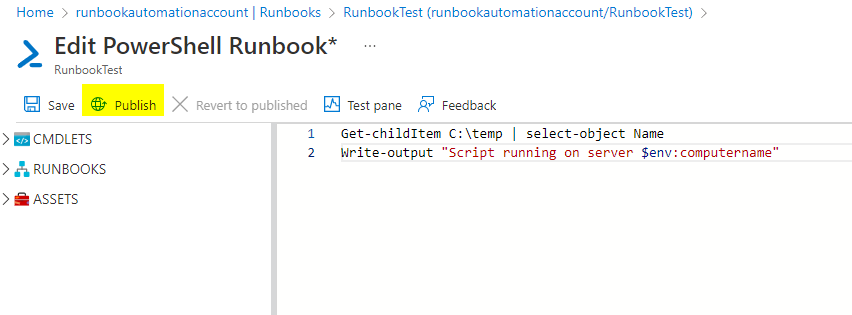 Home > runbookautomationaccount | Runbooks > RunbookTest (runbookautomationaccount/RunbookTest) >
Edit PowerShell Runbook* ...
RunbookTest
Save Publish Revert to published Test pane Feedback
CMDLETS
RUNBOOKS
ASSETS
1 Get-childItem C:\temp | select-object Name
2 Write-output "Script running on server $env:computername"